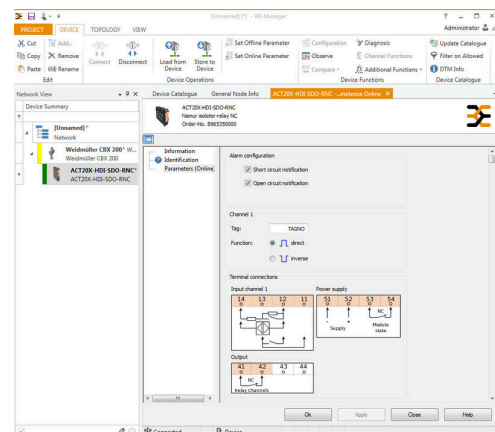 [Unnamed] (*) - WI-Manager
PROJECT DEVICE TOPOLOGY VIEW
Administrator
Cut
Copy
Paste
Add...
Remove
Rename
Edit
Connect
Disconnect
Load from Device
Store to Device
Device Operations
Set Offline Parameter
Set Online Parameter
Configuration
Observe
Compare
Diagnosis
Channel Functions
Additional Functions
Device Functions
Update Catalogue
Filter on Allowed
DTM Info
Device Catalogue
Network View
Device Summary
[Unnamed]*
Network
Weidmüller CBX 200* W...
Weidmüller CBX 200
ACT20X-HDI-SDO-RNC*
ACT20X-HDI-SDO-RNC
Device Catalogue General Node Info ACT20X-HDI-SDO-RNC -...meterize Online
ACT20X-HDI-SDO-RNC
Namur isolator-relay NC
Order-No. 8965350000
Information
Identification
Parameters (Online)
Alarm configuration
Short circuit notification
Open circuit notification
Channel 1
Tag: TAGNO
Function: direct
inverse
Terminal connections
Input channel 1 Power supply
14 13 12 11 51 52 53 54
- + NC
Supply Module state
Output
41 42 43 44
NC
Relay Channel1
Ok Apply Close Help
Connected Device